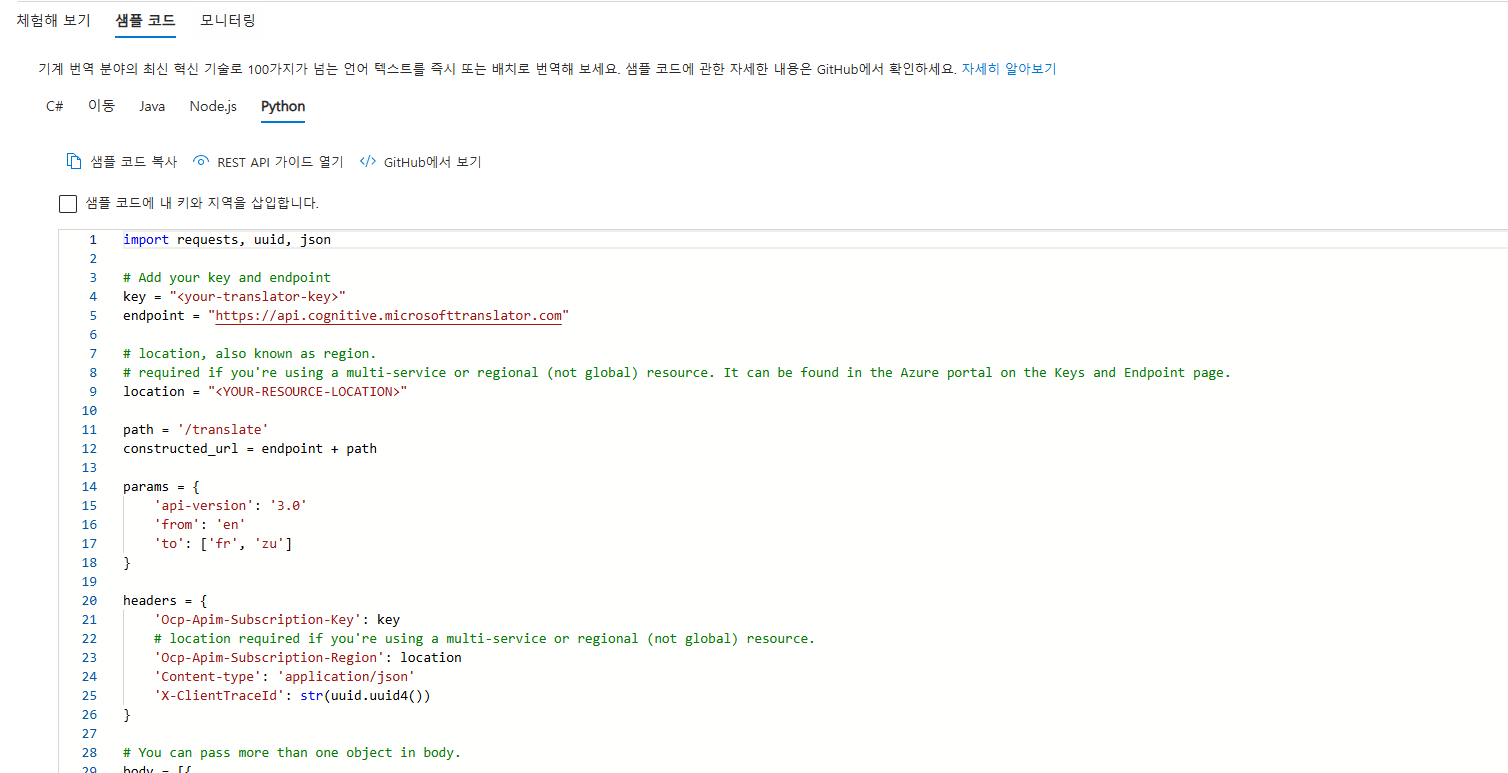 체험해 보기 샘플 코드 모니터링
기계 번역 분야의 최신 혁신 기술로 100가지가 넘는 언어 텍스트를 즉시 또는 배치로 번역해 보세요. 샘플 코드에 관한 자세한 내용은 GitHub에서 확인하세요. 자세히 알아보기
C# 이동 Java Node.js Python
샘플 코드 복사 REST API 가이드 열기 </> GitHub에서 보기
샘플 코드에 내 키와 지역을 삽입합니다.
1 import requests, uuid, json
2
3 # Add your key and endpoint
4 key = "<your-translator-key>"
5 endpoint = "https://api.cognitive.microsofttranslator.com"
6
7 # location, also known as region.
8 # required if you're using a multi-service or regional (not global) resource. It can be found in the Azure portal on the Keys and Endpoint page.
9 location = "<YOUR-RESOURCE-LOCATION>"
10
11 path = '/translate'
12 constructed_url = endpoint + path
13
14 params = {
15     'api-version': '3.0'
16     'from': 'en'
17     'to': ['fr', 'zu']
18 }
19
20 headers = {
21     'Ocp-Apim-Subscription-Key': key
22     # location required if you're using a multi-service or regional (not global) resource.
23     'Ocp-Apim-Subscription-Region': location
24     'Content-type': 'application/json'
25     'X-ClientTraceId': str(uuid.uuid4())
26 }
27
28 # You can pass more than one object in body.
29 body = [{